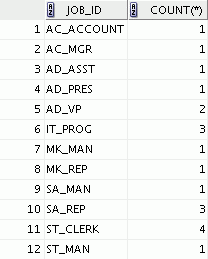 JOB_ID COUNT(*)
1 AC_ACCOUNT 1
2 AC_MGR 1
3 AD_ASST 1
4 AD_PRES 1
5 AD_VP 2
6 IT_PROG 3
7 MK_MAN 1
8 MK_REP 1
9 SA_MAN 1
10 SA_REP 3
11 ST_CLERK 4
12 ST_MAN 1